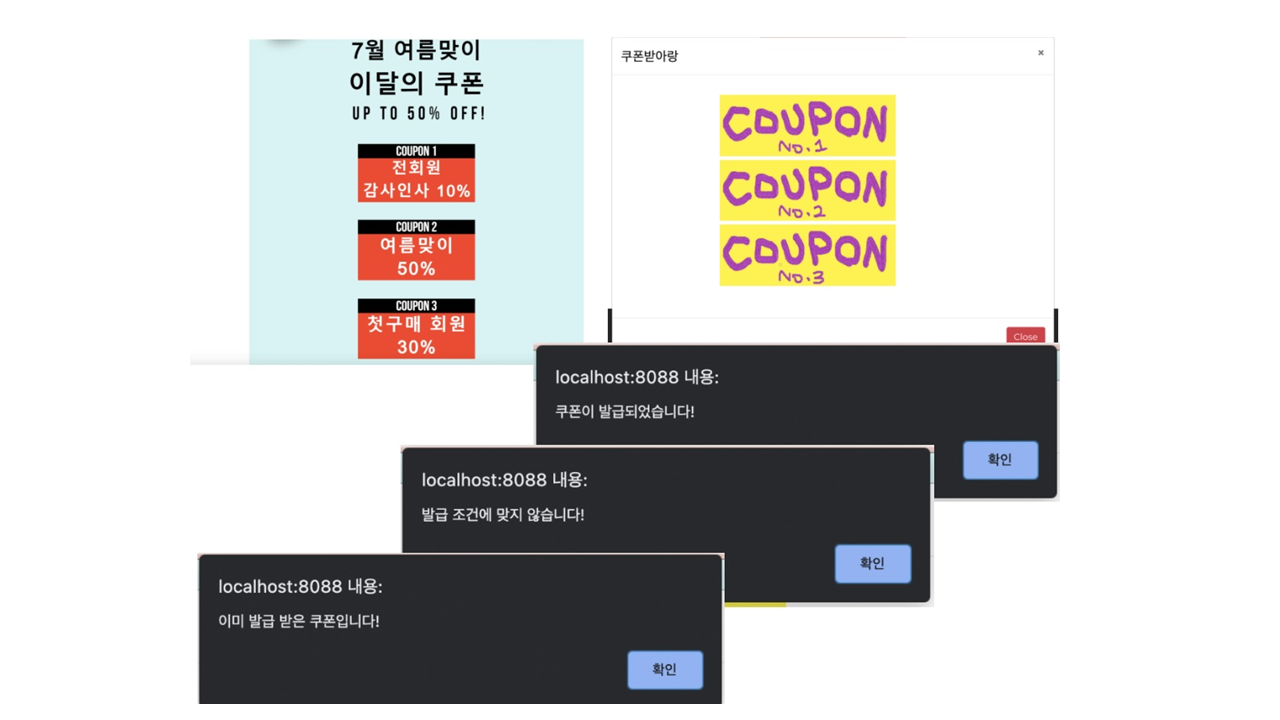 7월 여름맞이
이달의 쿠폰
UP TO 50% OFF!
COUPON 1
전회원
감사인사 10%
COUPON 2
여름맞이
50%
COUPON 3
첫구매 회원
30%
쿠폰받아랑
×
COUPON
No.1
COUPON
No.2
COUPON
No.3
Close
localhost:8088 내용:
쿠폰이 발급되었습니다!
확인
localhost:8088 내용:
발급 조건에 맞지 않습니다!
확인
localhost:8088 내용:
이미 발급 받은 쿠폰입니다!
확인